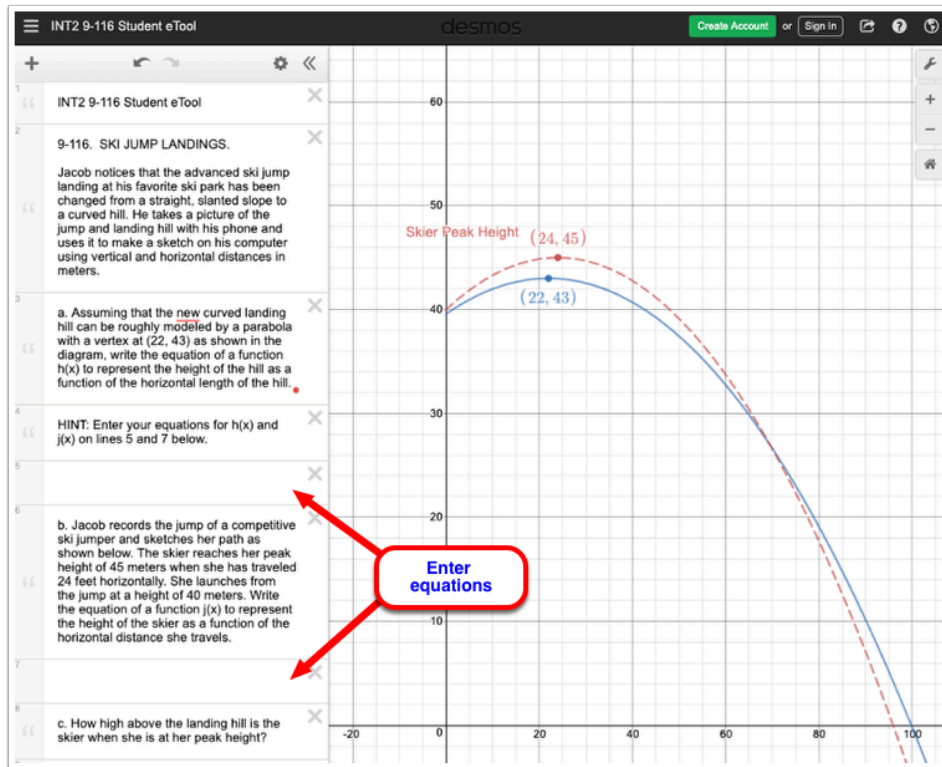 INT2 9-116 Student eTool
desmos
Create Account or Sign In
1
INT2 9-116 Student eTool
2
9-116.  SKI JUMP LANDINGS.
Jacob notices that the advanced ski jump
landing at his favorite ski park has been
changed from a straight, slanted slope to
a curved hill. He takes a picture of the
jump and landing hill with his phone and
uses it to make a sketch on his computer
using vertical and horizontal distances in
meters.
3
a. Assuming that the new curved landing
hill can be roughly modeled by a parabola
with a vertex at (22, 43) as shown in the
diagram, write the equation of a function
h(x) to represent the height of the hill as a
function of the horizontal length of the hill.
4
HINT: Enter your equations for h(x) and
j(x) on lines 5 and 7 below.
5
6
b. Jacob records the jump of a competitive
ski jumper and sketches her path as
shown below. The skier reaches her peak
height of 45 meters when she has traveled
24 feet horizontally. She launches from
the jump at a height of 40 meters. Write
the equation of a function j(x) to represent
the height of the skier as a function of the
horizontal distance she travels.
7
8
c. How high above the landing hill is the
skier when she is at her peak height?
Enter
equations
60
50
Skier Peak Height
(24, 45)
(22, 43)
40
30
20
10
-20
0
20
40
60
80
100